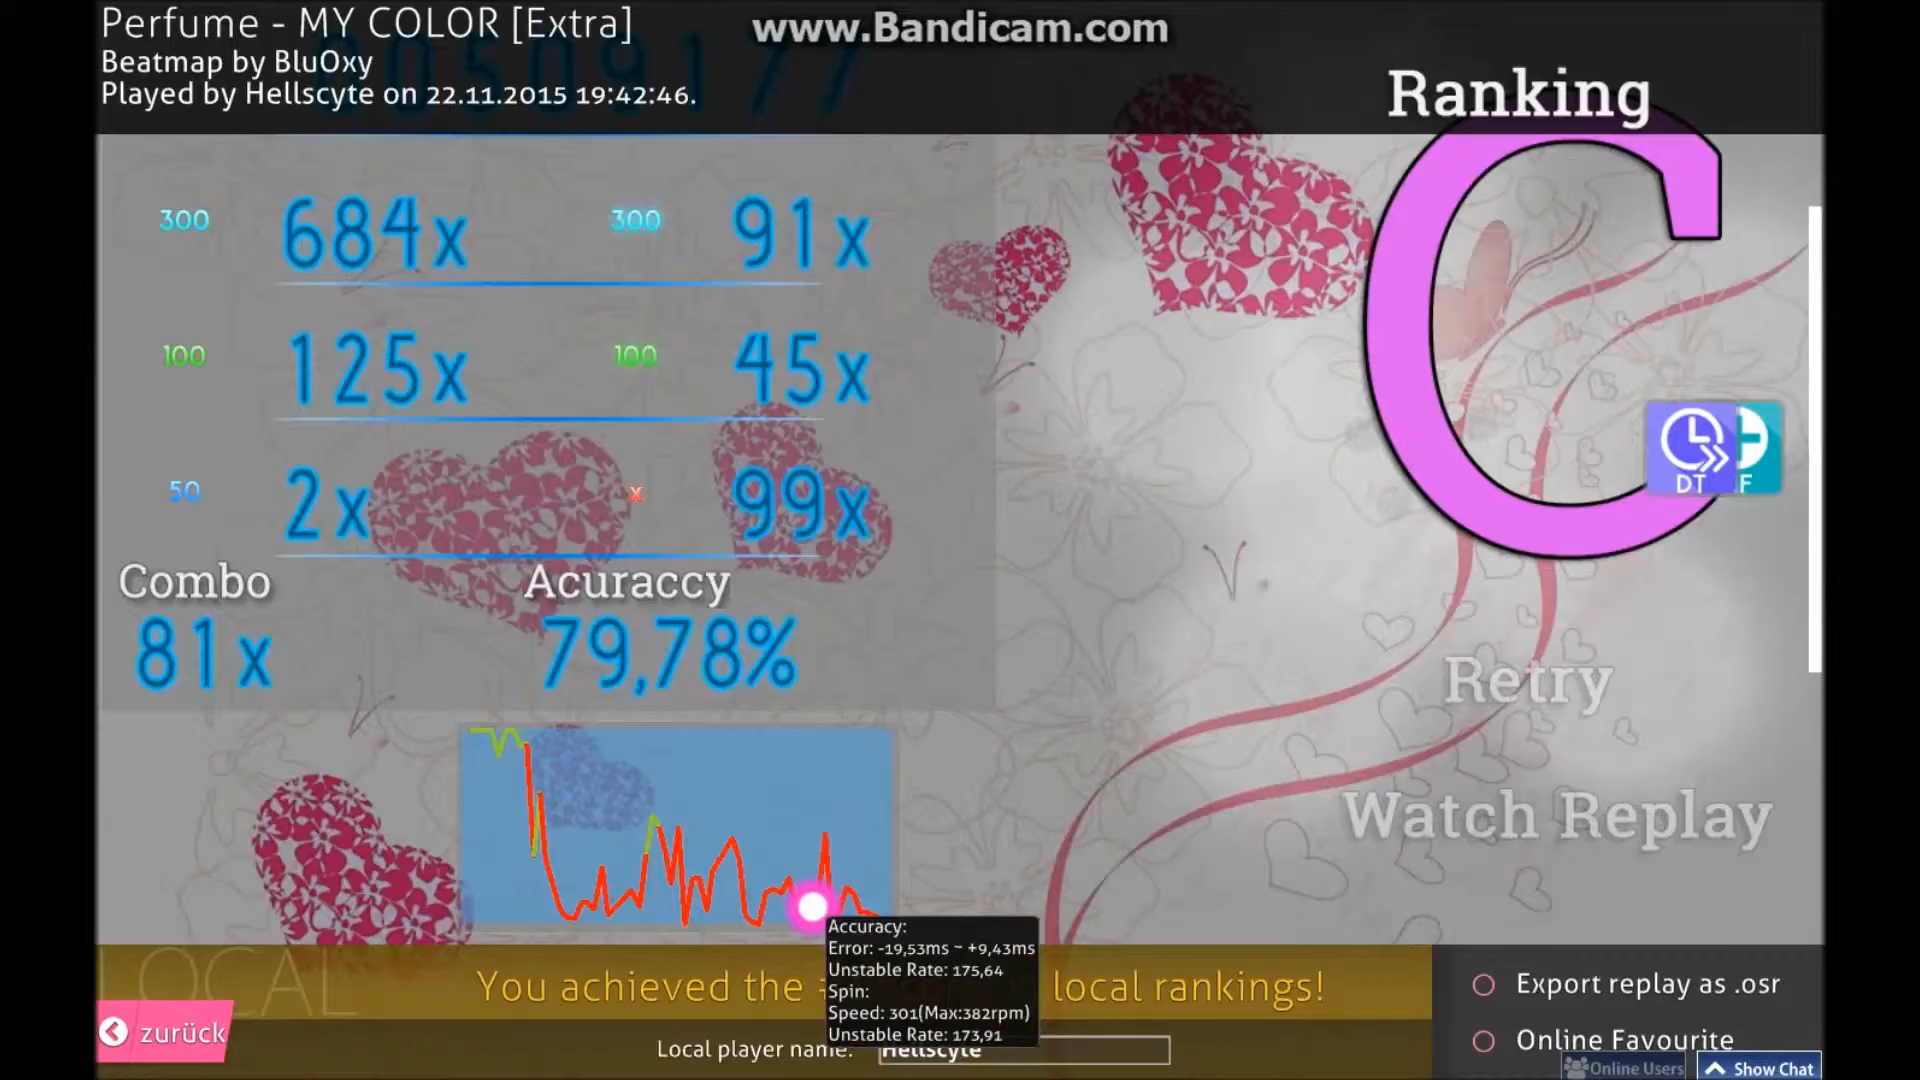 Perfume - MY COLOR [Extra]
www.Bandicam.com
Beatmap by BluOxy
Played by Hellscyte on 22.11.2015 19:42:46.
00509177
Ranking
300 684x 300 91x
100 125x 100 45x
50 2x x 99x
C
DT F
Combo Acuraccy
81x 79,78%
Retry
Watch Replay
Accuracy:
Error: -19,53ms ~ +9,43ms
Unstable Rate: 175,64
Spin:
Speed: 301(Max:382rpm)
Unstable Rate: 173,91
LOCAL
You achieved the local rankings!
Export replay as .osr
zurück
Local player name: Hellscyte
Online Favourite
Online Users Show Chat